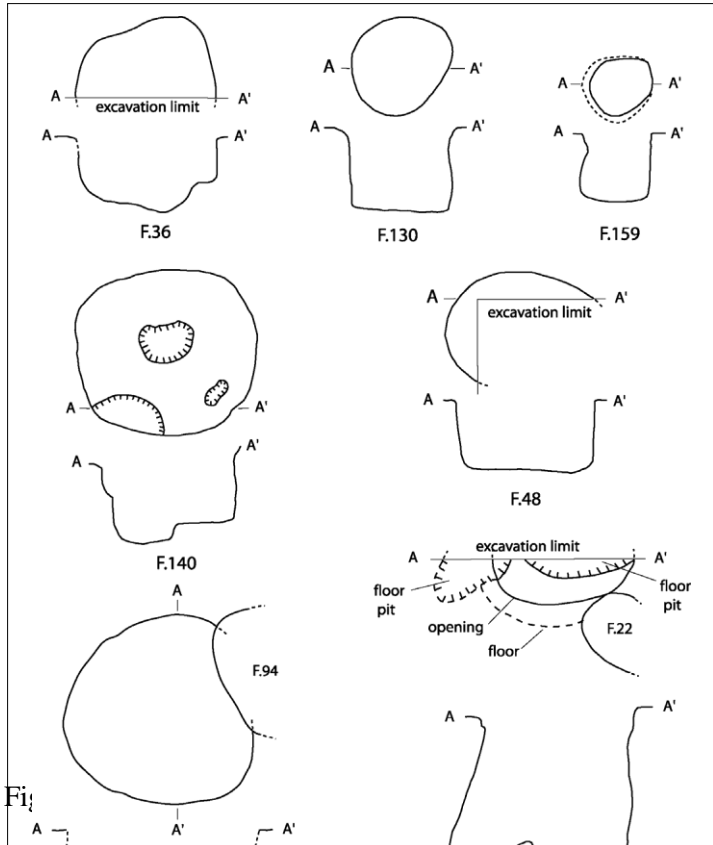 A A'
excavation limit
A A'
F.36
A A'
A A'
F.130
A A'
A A'
F.159
A A'
A A'
F.140
A A'
excavation limit
A A'
F.48
A
F.94
A'
A A'
excavation limit
A A'
floor
pit
floor
pit
opening
F.22
floor
A A'